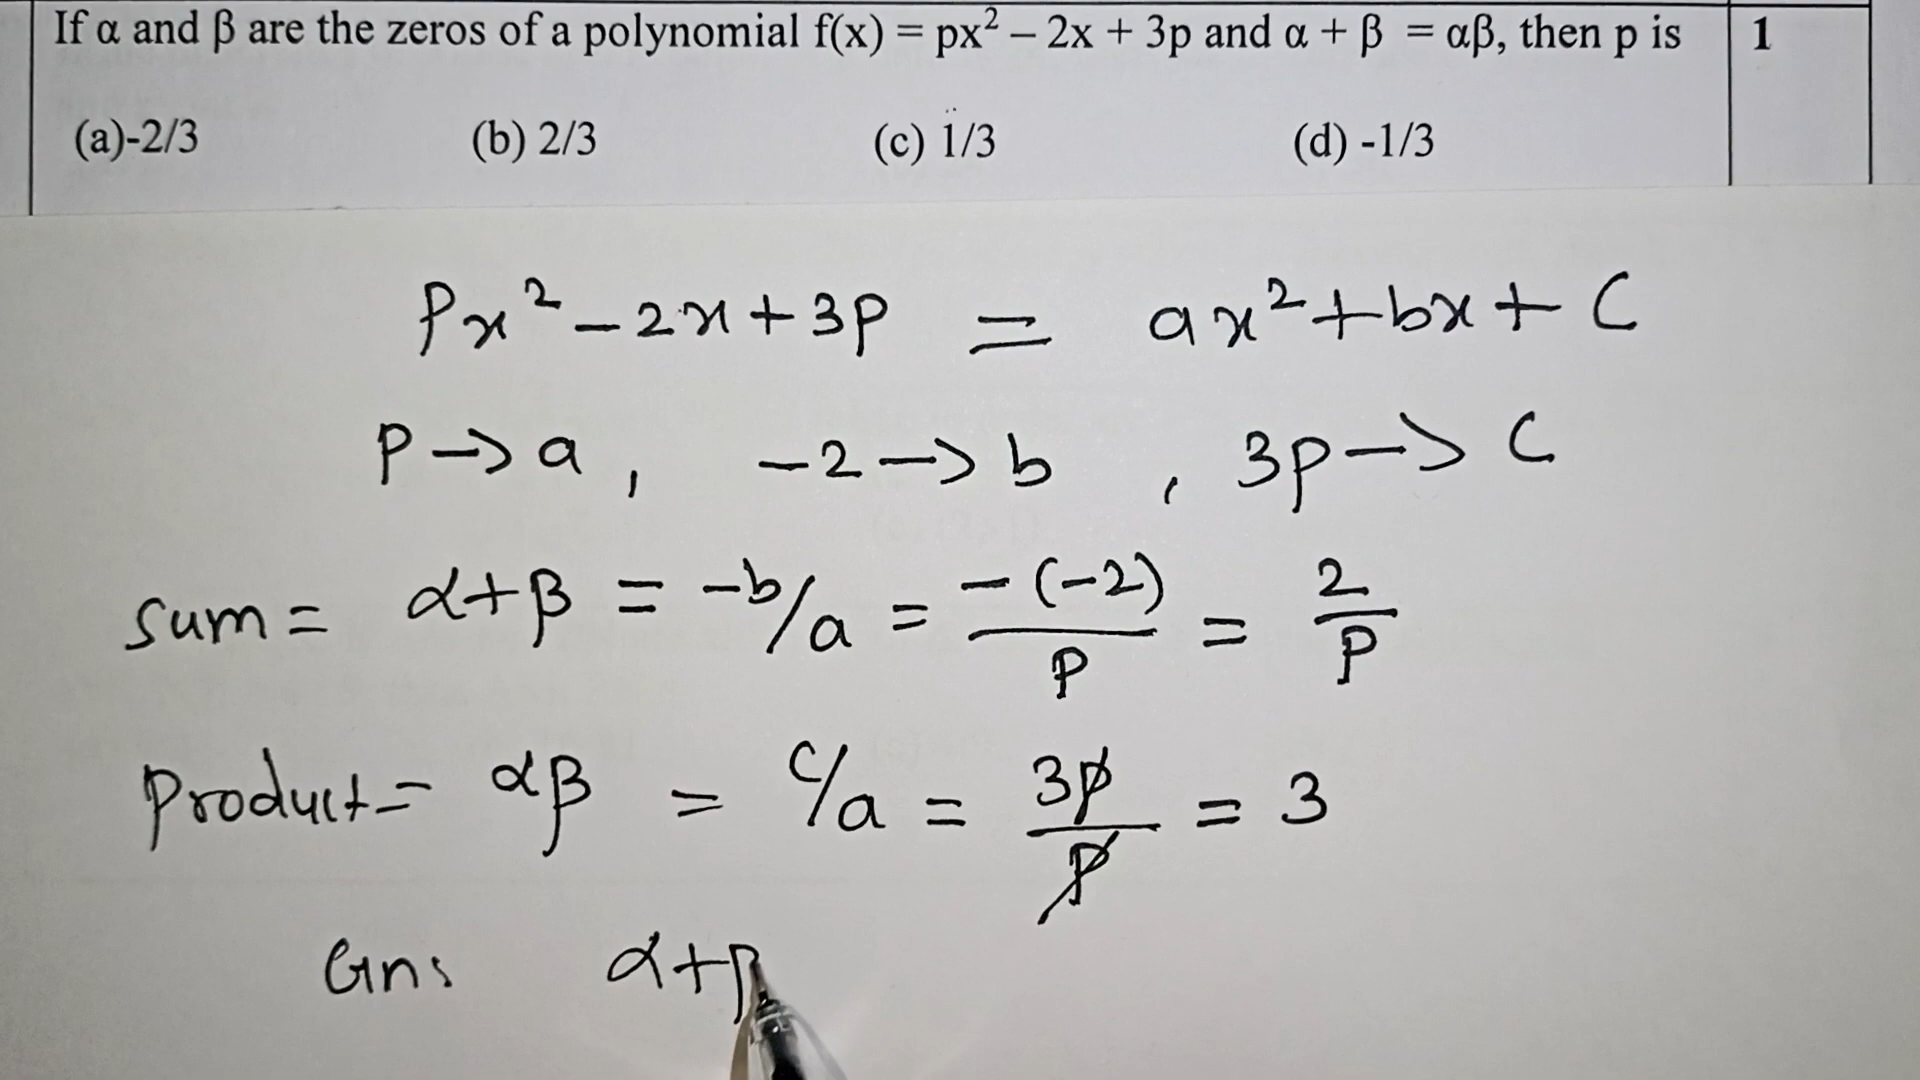 If α and β are the zeros of a polynomial f(x) = px² – 2x + 3p and α + β = αβ, then p is 1
(a)-2/3 (b) 2/3 (c) 1/3 (d) -1/3
Px² - 2x + 3p = ax² + bx + C
P -> a , -2 -> b , 3p -> C
Sum = α+β = -b/a = -(-2)/P = 2/P
Product = αβ = c/a = 3p/p = 3
α+β